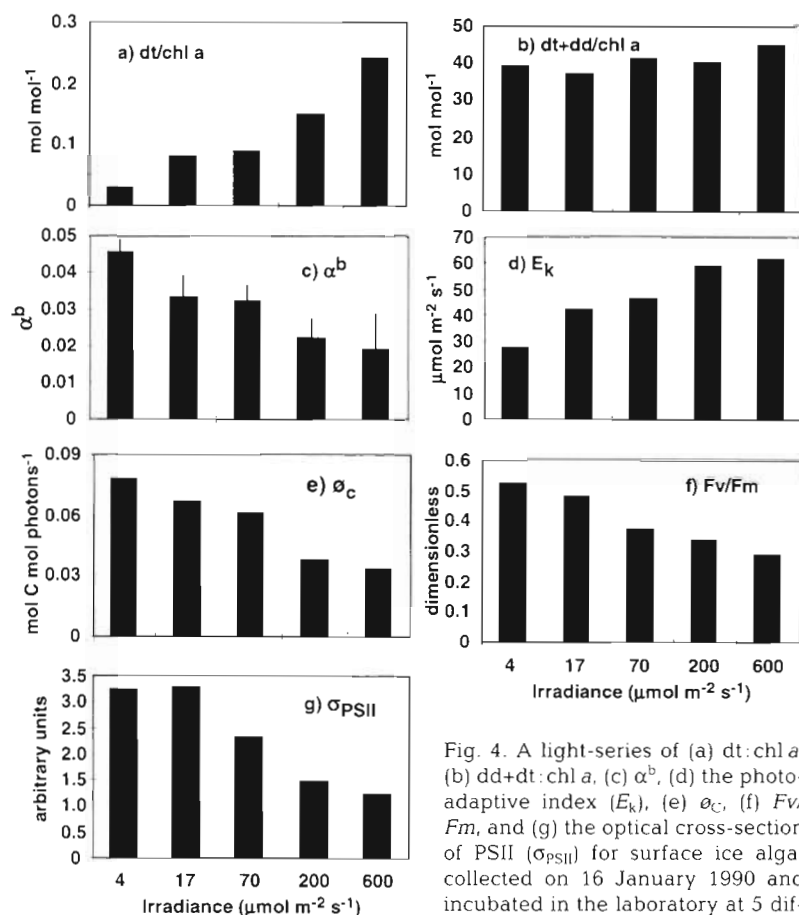 a) dt/chl a
mol mol⁻¹
0.3
0.2
0.1
0
b) dt+dd/chl a
mol mol⁻¹
50
40
30
20
10
0
c) αᵇ
αᵇ
0.05
0.04
0.03
0.02
0.01
0
d) Eₖ
μmol m⁻² s⁻¹
70
60
50
40
30
20
10
0
e) ø_c
mol C mol photons⁻¹
0.09
0.06
0.03
0
f) Fv/Fm
dimensionless
0.6
0.5
0.4
0.3
0.2
0.1
0
4 17 70 200 600
Irradiance (μmol m⁻² s⁻¹)
g) σ_PSII
arbitrary units
3.5
3.0
2.5
2.0
1.5
1.0
0.5
0
4 17 70 200 600
Irradiance (μmol m⁻² s⁻¹)
Fig. 4. A light-series of (a) dt:chl a
(b) dd+dt:chl a, (c) αᵇ, (d) the photo-
adaptive index (Eₖ), (e) ø_C, (f) Fv/
Fm, and (g) the optical cross-section
of PSII (σ_PSII) for surface ice alga
collected on 16 January 1990 and
incubated in the laboratory at 5 dif-